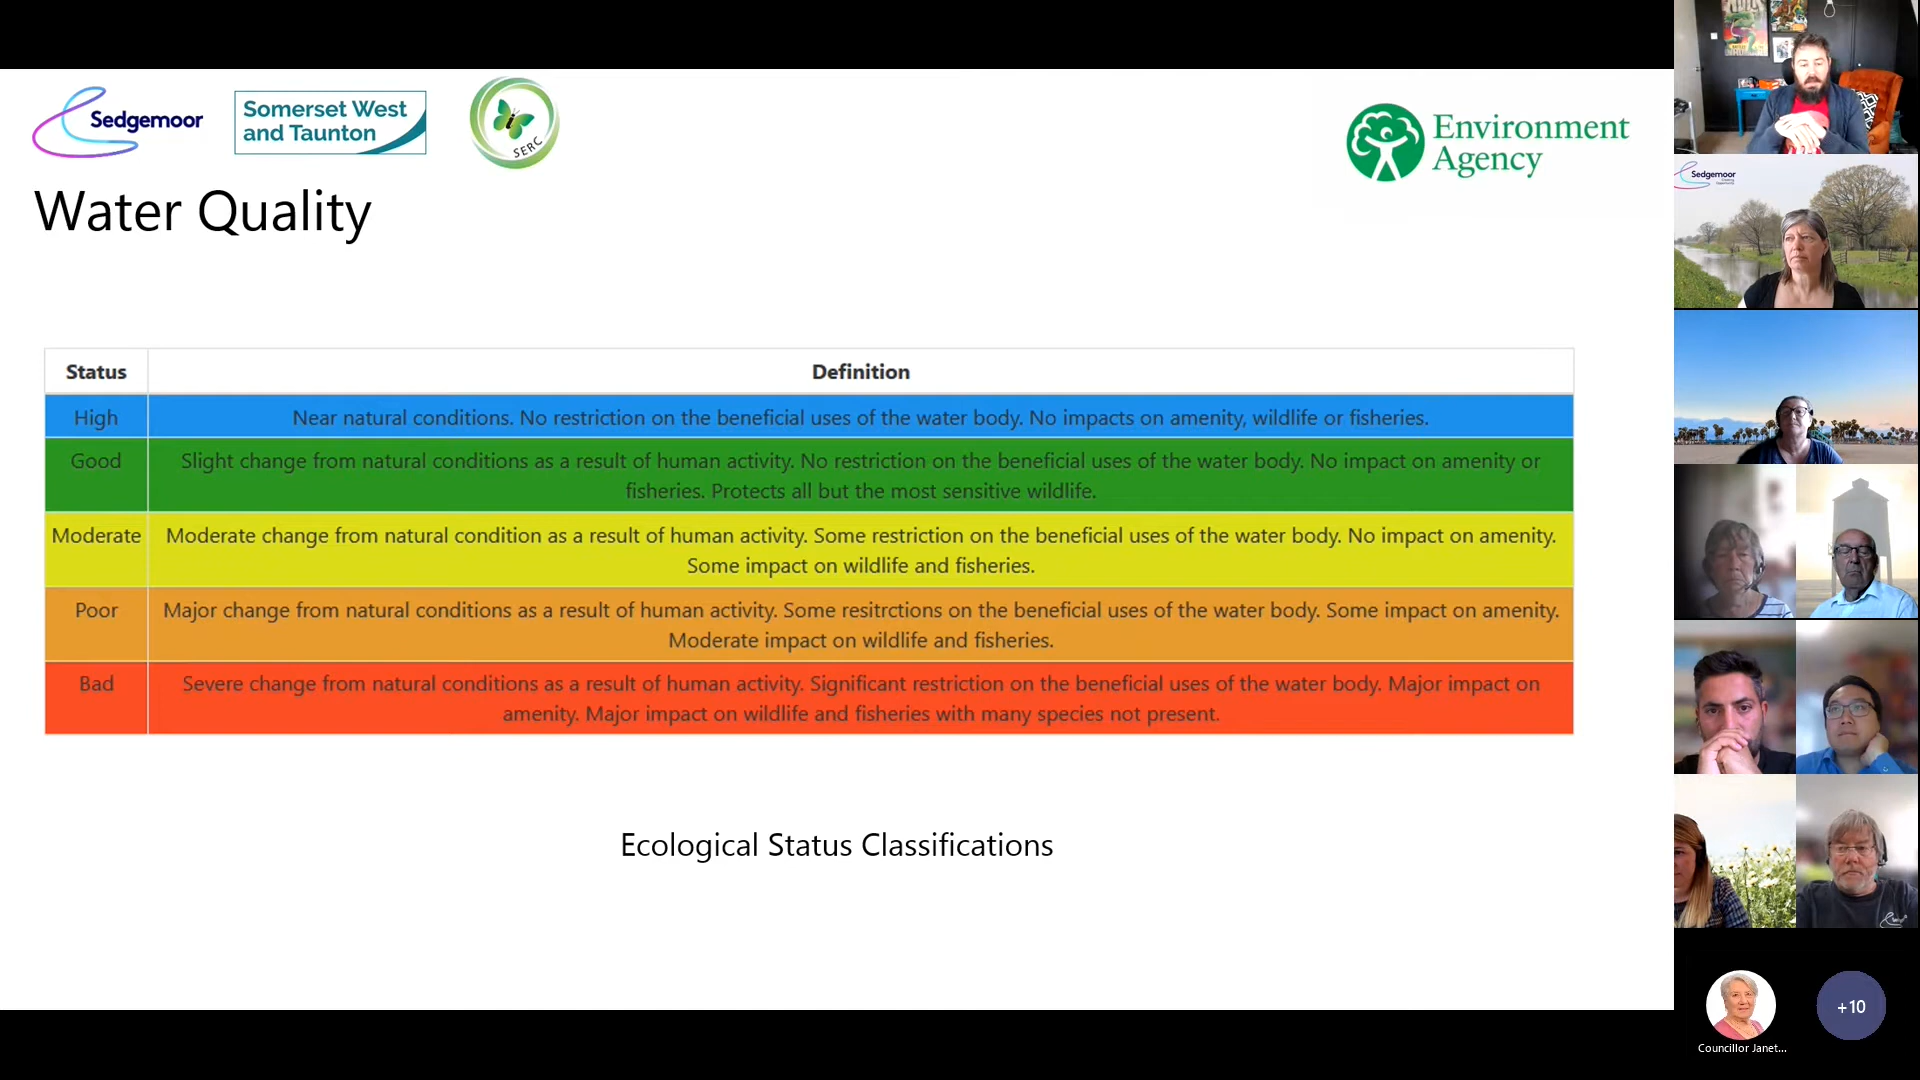 Sedgemoor
Somerset West
and Taunton
SERC
Environment
Agency
Water Quality
Status
Definition
High
Near natural conditions. No restriction on the beneficial uses of the water body. No impacts on amenity, wildlife or fisheries.
Good
Slight change from natural conditions as a result of human activity. No restriction on the beneficial uses of the water body. No impact on amenity or
fisheries. Protects all but the most sensitive wildlife.
Moderate
Moderate change from natural condition as a result of human activity. Some restriction on the beneficial uses of the water body. No impact on amenity.
Some impact on wildlife and fisheries.
Poor
Major change from natural conditions as a result of human activity. Some resitrctions on the beneficial uses of the water body. Some impact on amenity.
Moderate impact on wildlife and fisheries.
Bad
Severe change from natural conditions as a result of human activity. Significant restriction on the beneficial uses of the water body. Major impact on
amenity. Major impact on wildlife and fisheries with many species not present.
Ecological Status Classifications
Sedgemoor
Councillor Janet...
+10